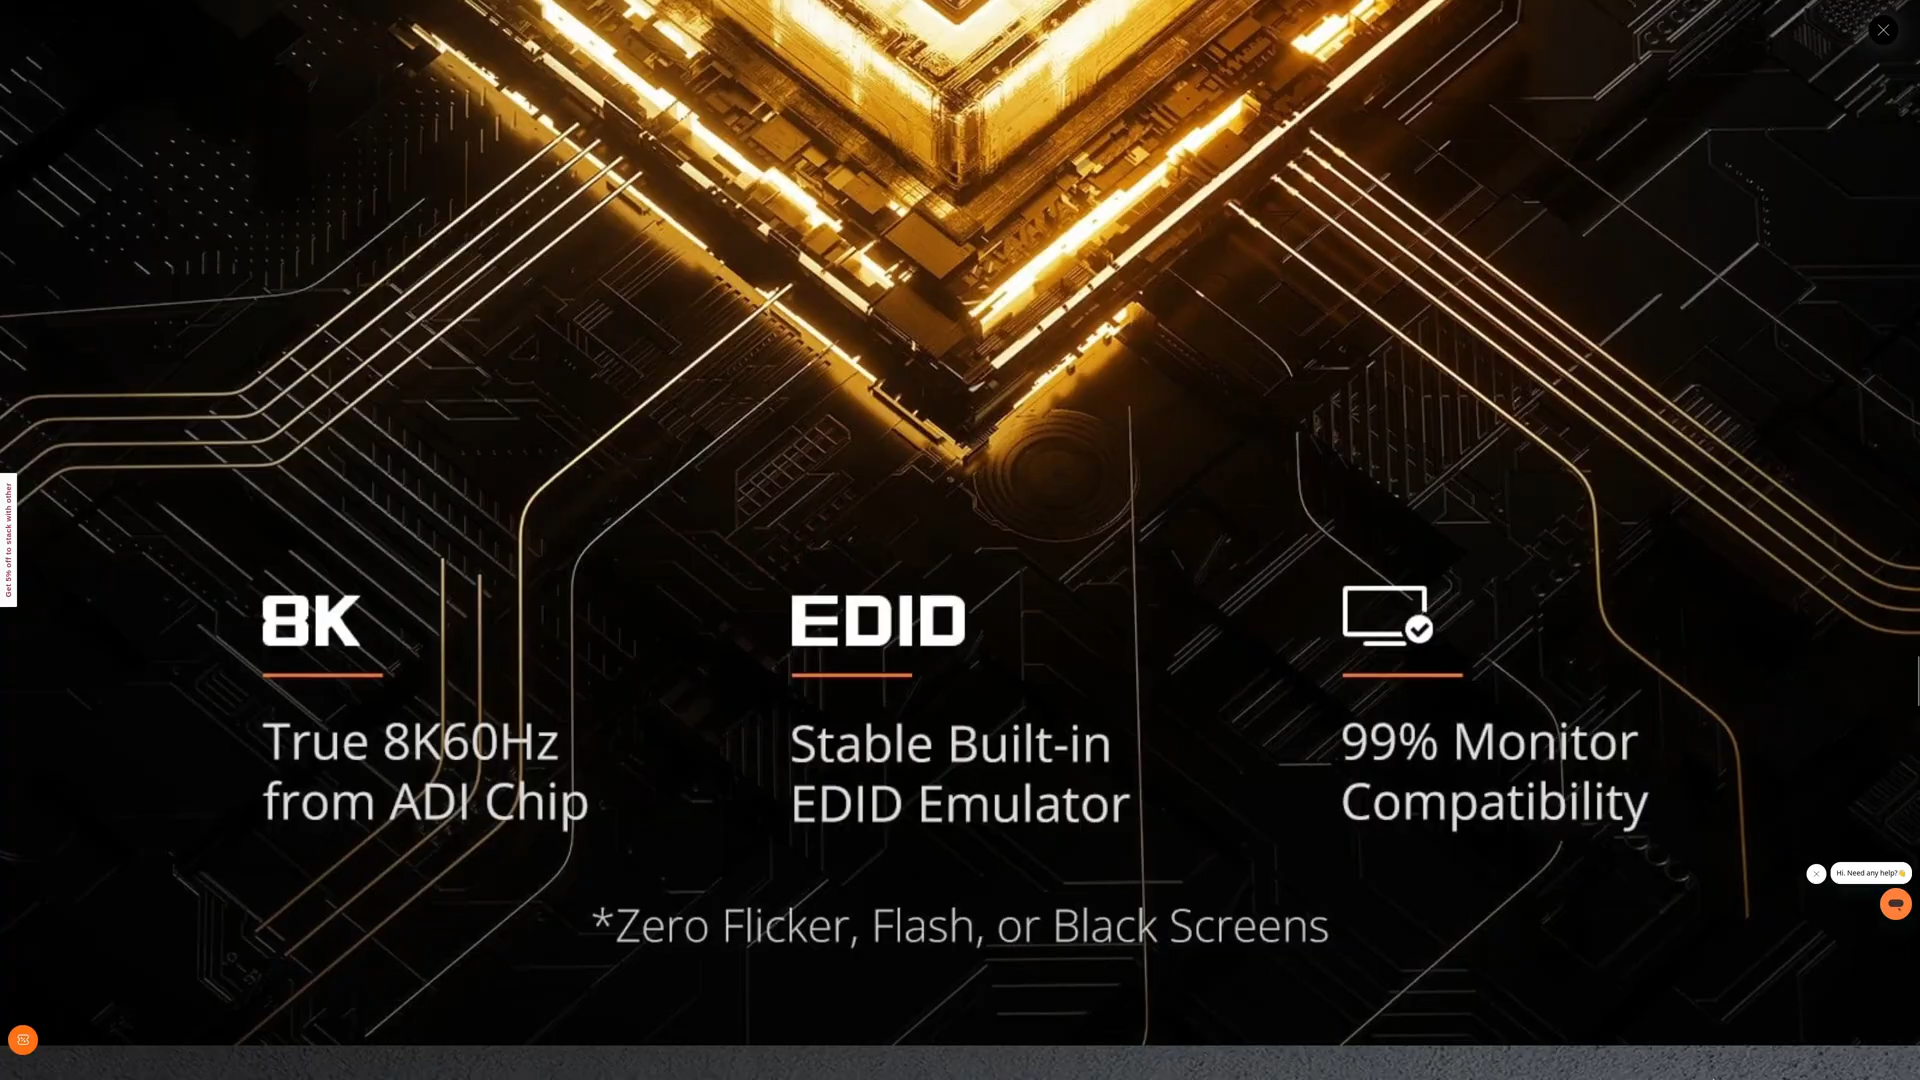 8K
True 8K60Hz
from ADI Chip
EDID
Stable Built-in
EDID Emulator
99% Monitor
Compatibility
*Zero Flicker, Flash, or Black Screens
Get 5% off to stack with other
Hi. Need any help?👋